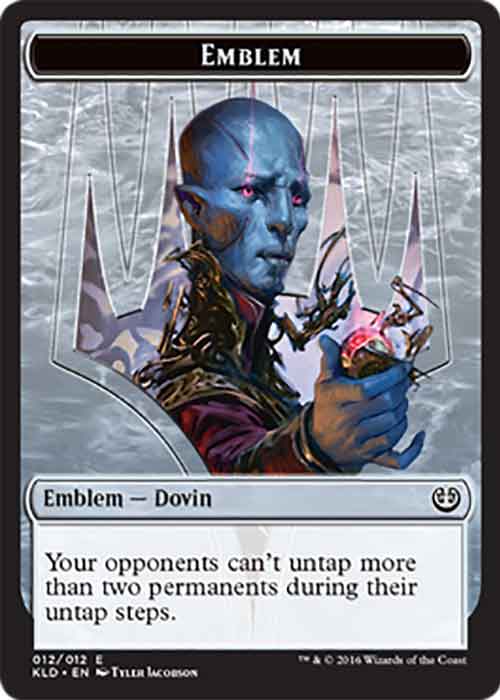 Emblem
Emblem — Dovin
Your opponents can't untap more
than two permanents during their
untap steps.
012/012 E
KLD • EN Tyler Jacobson
™ & © 2016 Wizards of the Coast